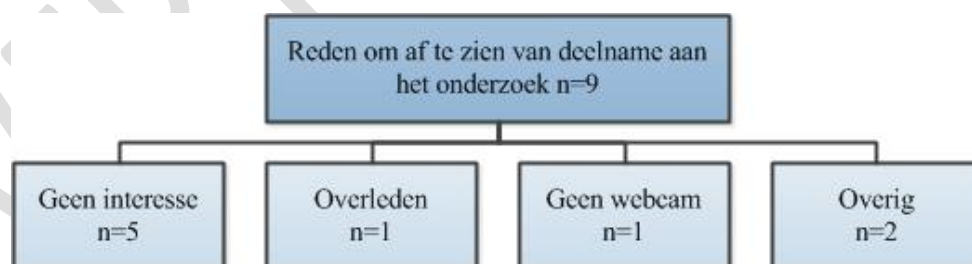 Reden om af te zien van deelname aan
het onderzoek n=9
Geen interesse
n=5
Overleden
n=1
Geen webcam
n=1
Overig
n=2